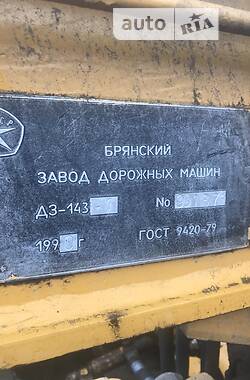 auto RIA
БРЯНСКИЙ
ЗАВОД ДОРОЖНЫХ МАШИН
ДЗ-143 No
199 г ГОСТ 9420-79